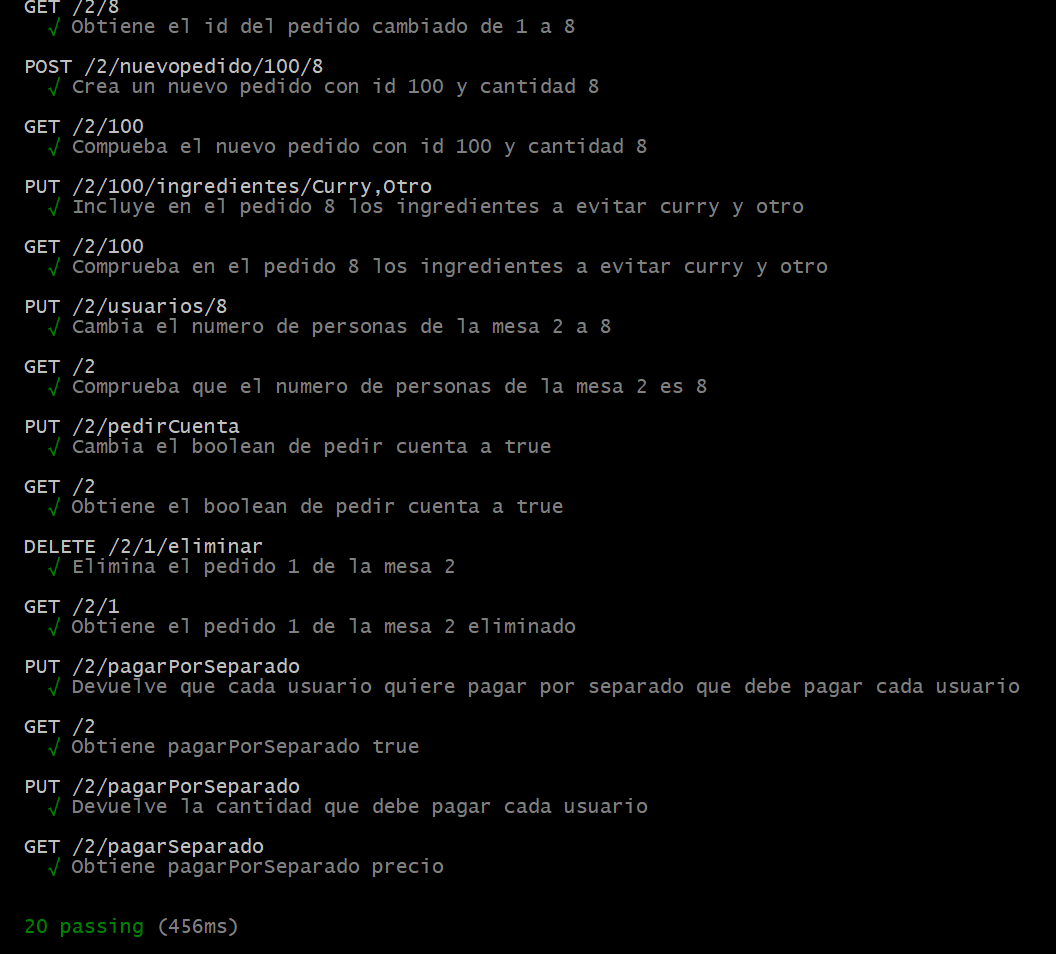 GET /2/8
√ Obtiene el id del pedido cambiado de 1 a 8
POST /2/nuevopedido/100/8
√ Crea un nuevo pedido con id 100 y cantidad 8
GET /2/100
√ Compueba el nuevo pedido con id 100 y cantidad 8
PUT /2/100/ingredientes/Curry,Otro
√ Incluye en el pedido 8 los ingredientes a evitar curry y otro
GET /2/100
√ Comprueba en el pedido 8 los ingredientes a evitar curry y otro
PUT /2/usuarios/8
√ Cambia el numero de personas de la mesa 2 a 8
GET /2
√ Comprueba que el numero de personas de la mesa 2 es 8
PUT /2/pedirCuenta
√ Cambia el boolean de pedir cuenta a true
GET /2
√ Obtiene el boolean de pedir cuenta a true
DELETE /2/1/eliminar
√ Elimina el pedido 1 de la mesa 2
GET /2/1
√ Obtiene el pedido 1 de la mesa 2 eliminado
PUT /2/pagarPorSeparado
√ Devuelve que cada usuario quiere pagar por separado que debe pagar cada usuario
GET /2
√ Obtiene pagarPorSeparado true
PUT /2/pagarPorSeparado
√ Devuelve la cantidad que debe pagar cada usuario
GET /2/pagarSeparado
√ Obtiene pagarPorSeparado precio
20 passing (456ms)